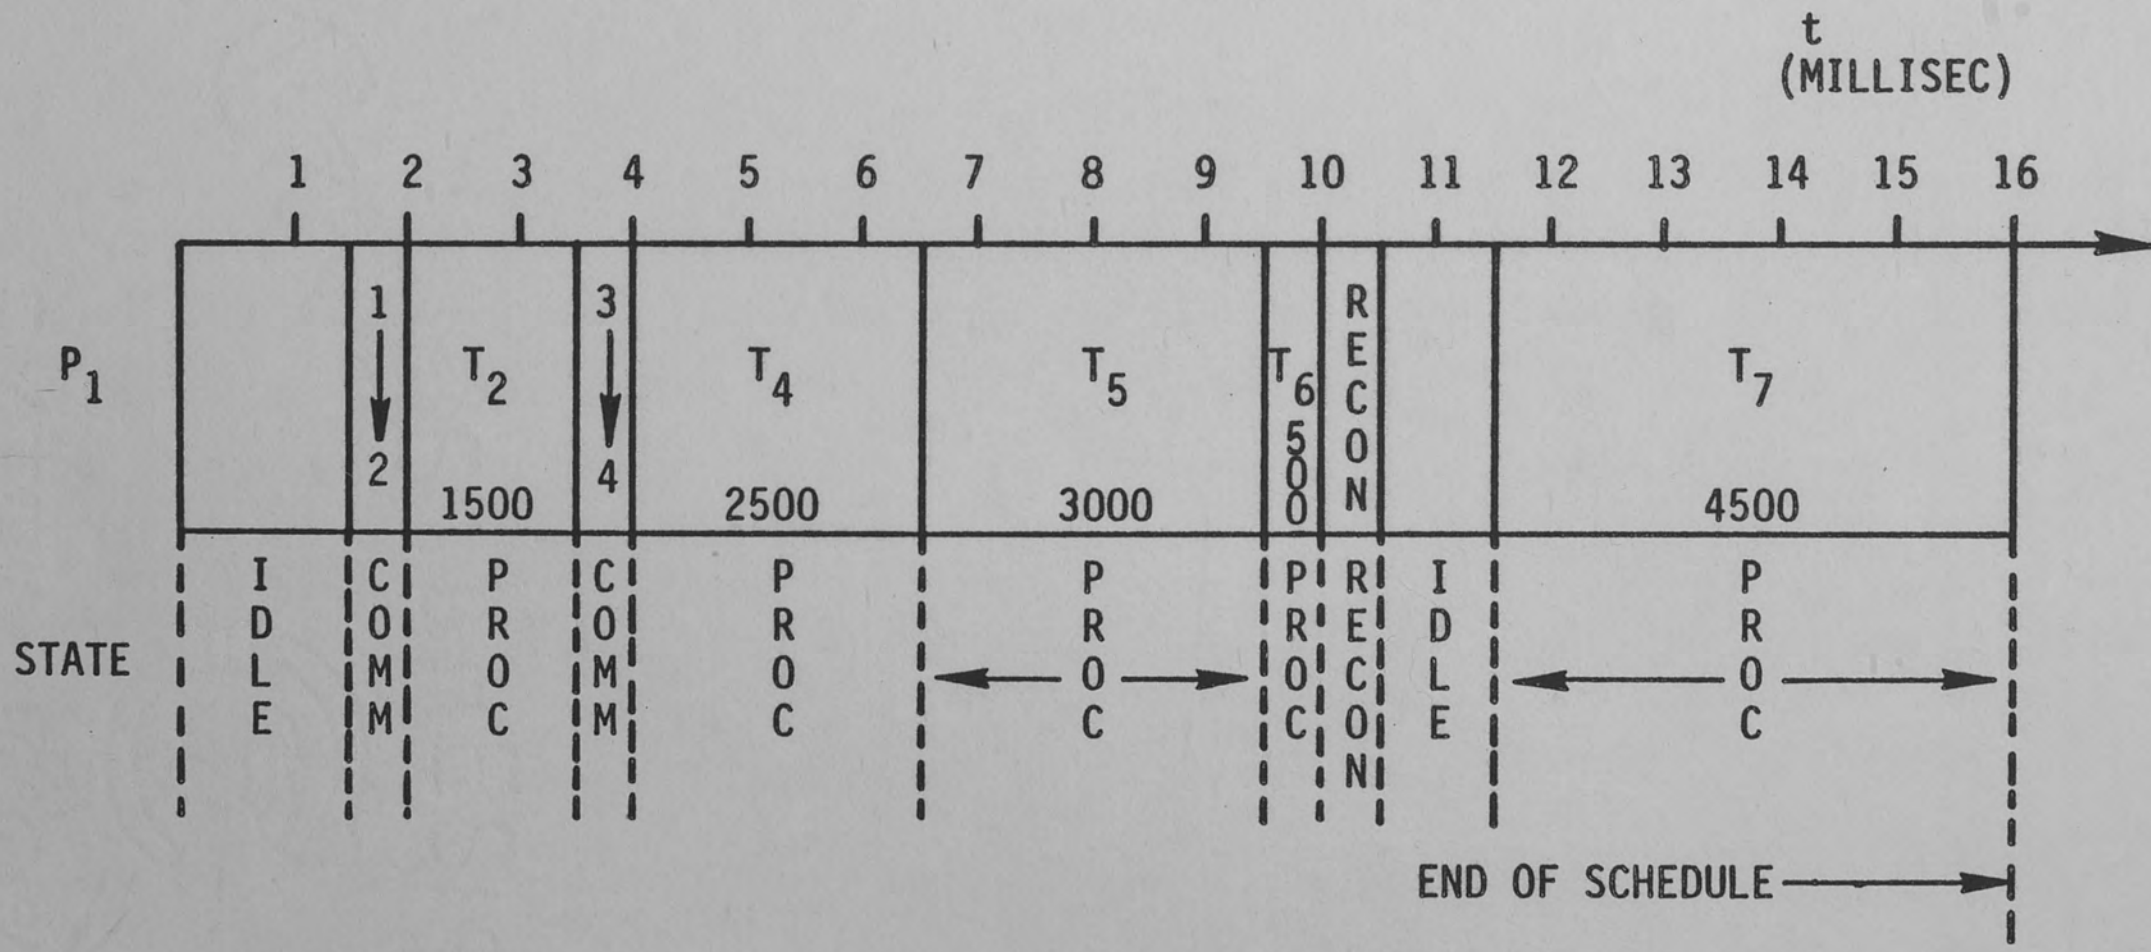 t
(MILLISEC)
1 2 3 4 5 6 7 8 9 10 11 12 13 14 15 16
P1
1
2
T2
1500
3
4
T4
2500
T5
3000
T6
500
RECON
T7
4500
STATE
IDLE
COMM
PROC
COMM
PROC
PROC
PROC
RECON
IDLE
PROC
END OF SCHEDULE